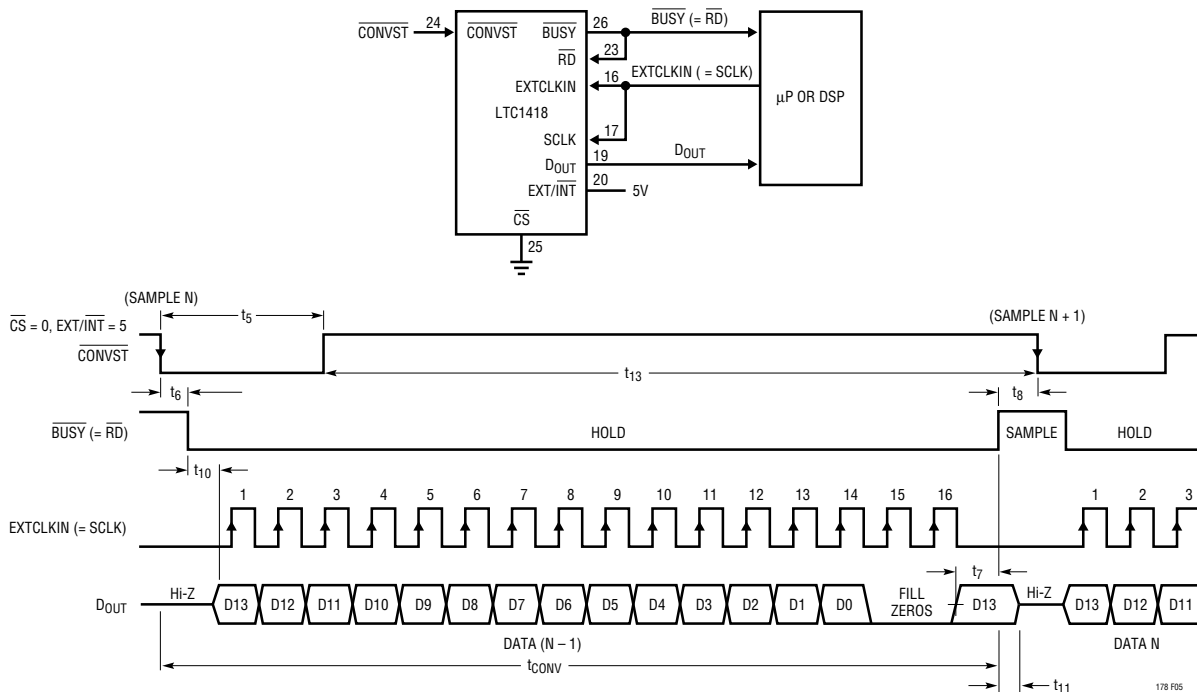 CONVST 24 CONVST BUSY 26 BUSY (= RD)
RD 23
EXTCLKIN 16 EXTCLKIN ( = SCLK)
LTC1418
µP OR DSP
SCLK 17
DOUT 19 DOUT
EXT/INT 20 5V
CS
25
(SAMPLE N)
t5
(SAMPLE N + 1)
CS = 0, EXT/INT = 5
CONVST
t13
t6
t8
BUSY (= RD) HOLD SAMPLE HOLD
t10
1 2 3 4 5 6 7 8 9 10 11 12 13 14 15 16 1 2 3
EXTCLKIN (= SCLK)
t7
DOUT Hi-Z D13 D12 D11 D10 D9 D8 D7 D6 D5 D4 D3 D2 D1 D0 FILL ZEROS D13 Hi-Z D13 D12 D11
DATA (N – 1) DATA N
tCONV
t11
178 F05